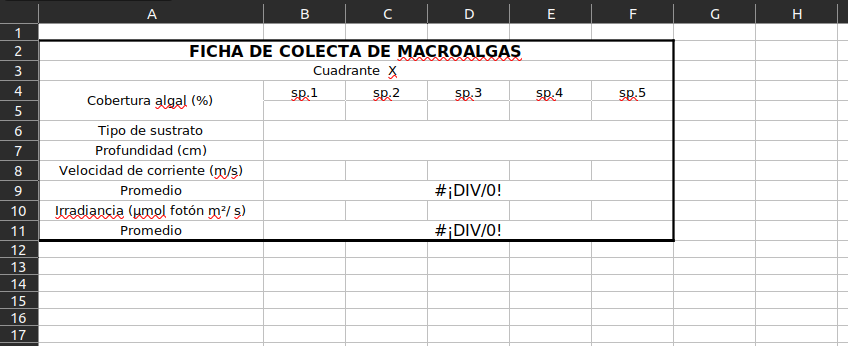 A B C D E F G H
1
2 FICHA DE COLECTA DE MACROALGAS
3 Cuadrante X
4 sp.1 sp.2 sp.3 sp.4 sp.5
Cobertura algal (%)
5
6 Tipo de sustrato
7 Profundidad (cm)
8 Velocidad de corriente (m/s)
9 Promedio #¡DIV/0!
10 Irradiancia (µmol fotón m²/ s)
11 Promedio #¡DIV/0!
12
13
14
15
16
17